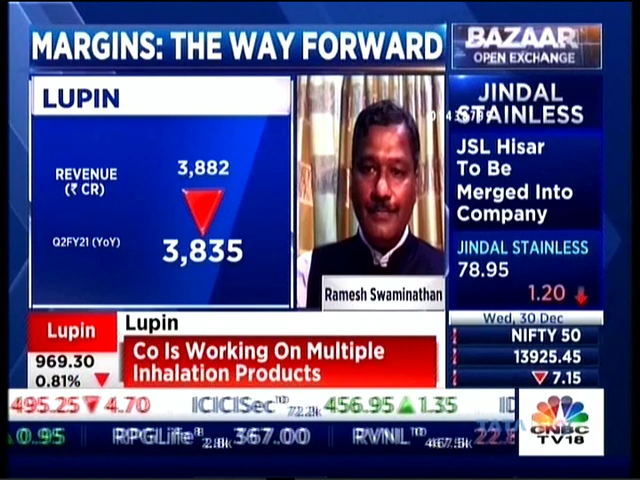 MARGINS: THE WAY FORWARD
BAZAAR
OPEN EXCHANGE
LUPIN
REVENUE
(₹ CR)
3,882
Q2FY21 (YoY)
3,835
Ramesh Swaminathan
JINDAL
STAINLESS
JSL Hisar
To Be
Merged Into
Company
JINDAL STAINLESS
78.95
1.20
Wed, 30 Dec
NIFTY 50
13925.45
7.15
Lupin
969.30
0.81%
Lupin
Co Is Working On Multiple
Inhalation Products
495.25 4.70 ICICISec 456.95 1.35
0.95 RPGLife 367.00 RVNL
CNBC
TV18